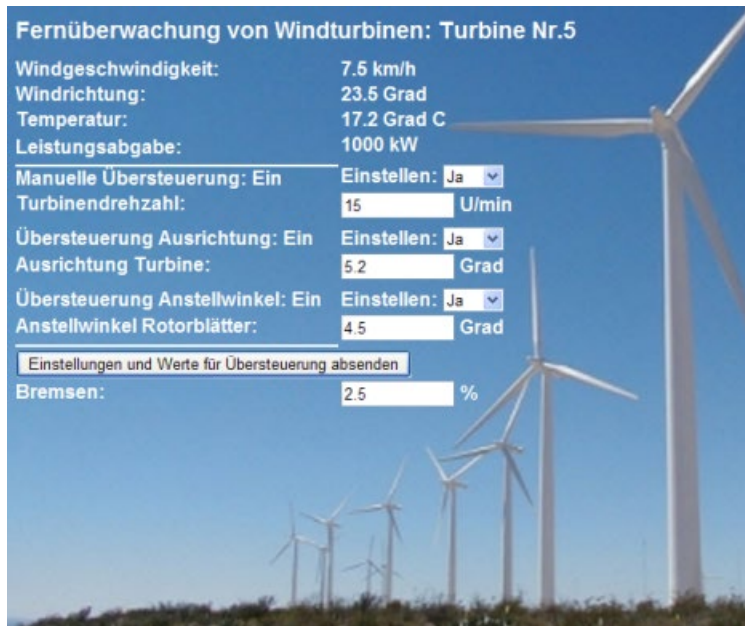 Fernüberwachung von Windturbinen: Turbine Nr.5
Windgeschwindigkeit: 7.5 km/h
Windrichtung: 23.5 Grad
Temperatur: 17.2 Grad C
Leistungsabgabe: 1000 kW
Manuelle Übersteuerung: Ein Einstellen: Ja
Turbinendrehzahl: 15 U/min
Übersteuerung Ausrichtung: Ein Einstellen: Ja
Ausrichtung Turbine: 5.2 Grad
Übersteuerung Anstellwinkel: Ein Einstellen: Ja
Anstellwinkel Rotorblätter: 4.5 Grad
Einstellungen und Werte für Übersteuerung absenden
Bremsen: 2.5 %